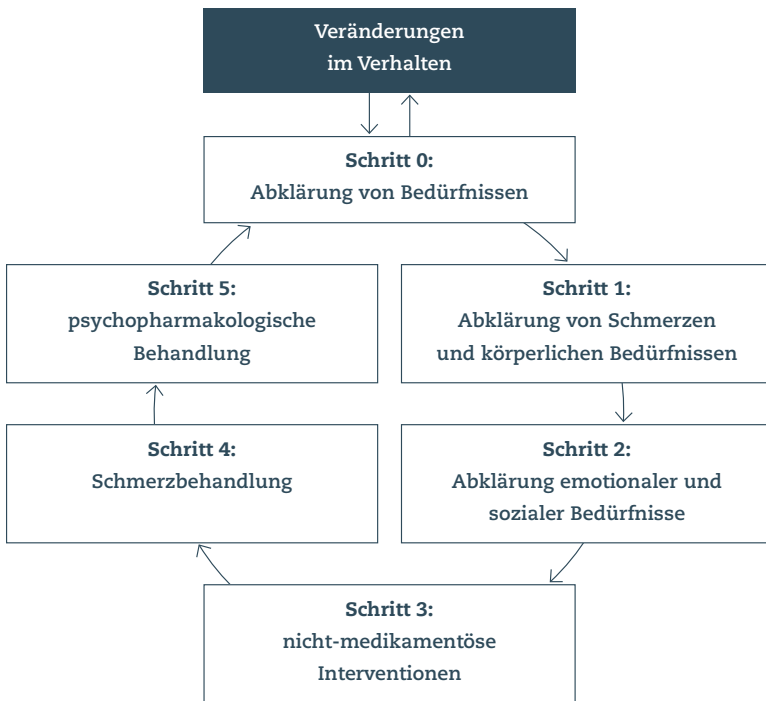 Veränderungen
im Verhalten
Schritt 0:
Abklärung von Bedürfnissen
Schritt 1:
Abklärung von Schmerzen
und körperlichen Bedürfnissen
Schritt 2:
Abklärung emotionaler und
sozialer Bedürfnisse
Schritt 3:
nicht-medikamentöse
Interventionen
Schritt 4:
Schmerzbehandlung
Schritt 5:
psychopharmakologische
Behandlung